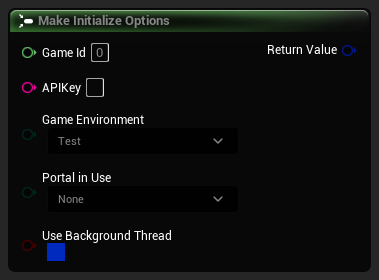 Make Initialize Options
Game Id 0
Return Value
APIKey
Game Environment
Test
Portal in Use
None
Use Background Thread